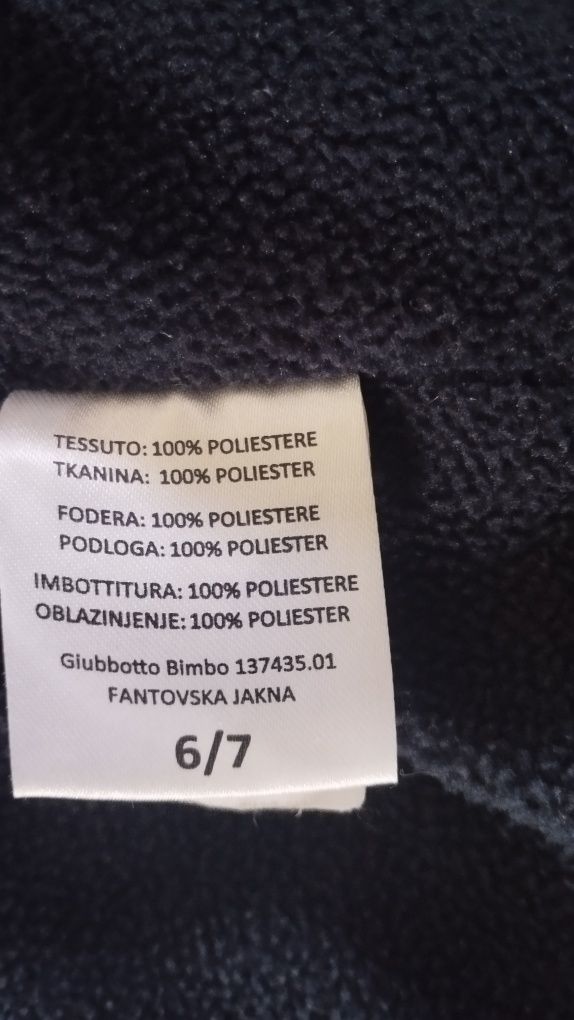 TESSUTO: 100% POLIESTERE
TKANINA: 100% POLIESTER
FODERA: 100% POLIESTERE
PODLOGA: 100% POLIESTER
IMBOTTITURA: 100% POLIESTERE
OBLAZINJENJE: 100% POLIESTER
Giubbotto Bimbo 137435.01
FANTOVSKA JAKNA
6/7